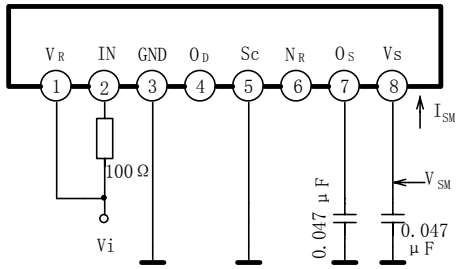 VR IN GND OD Sc NR OS Vs
1 2 3 4 5 6 7 8
ISM
100Ω
VSM
0.047 μF
0.047
μF
Vi